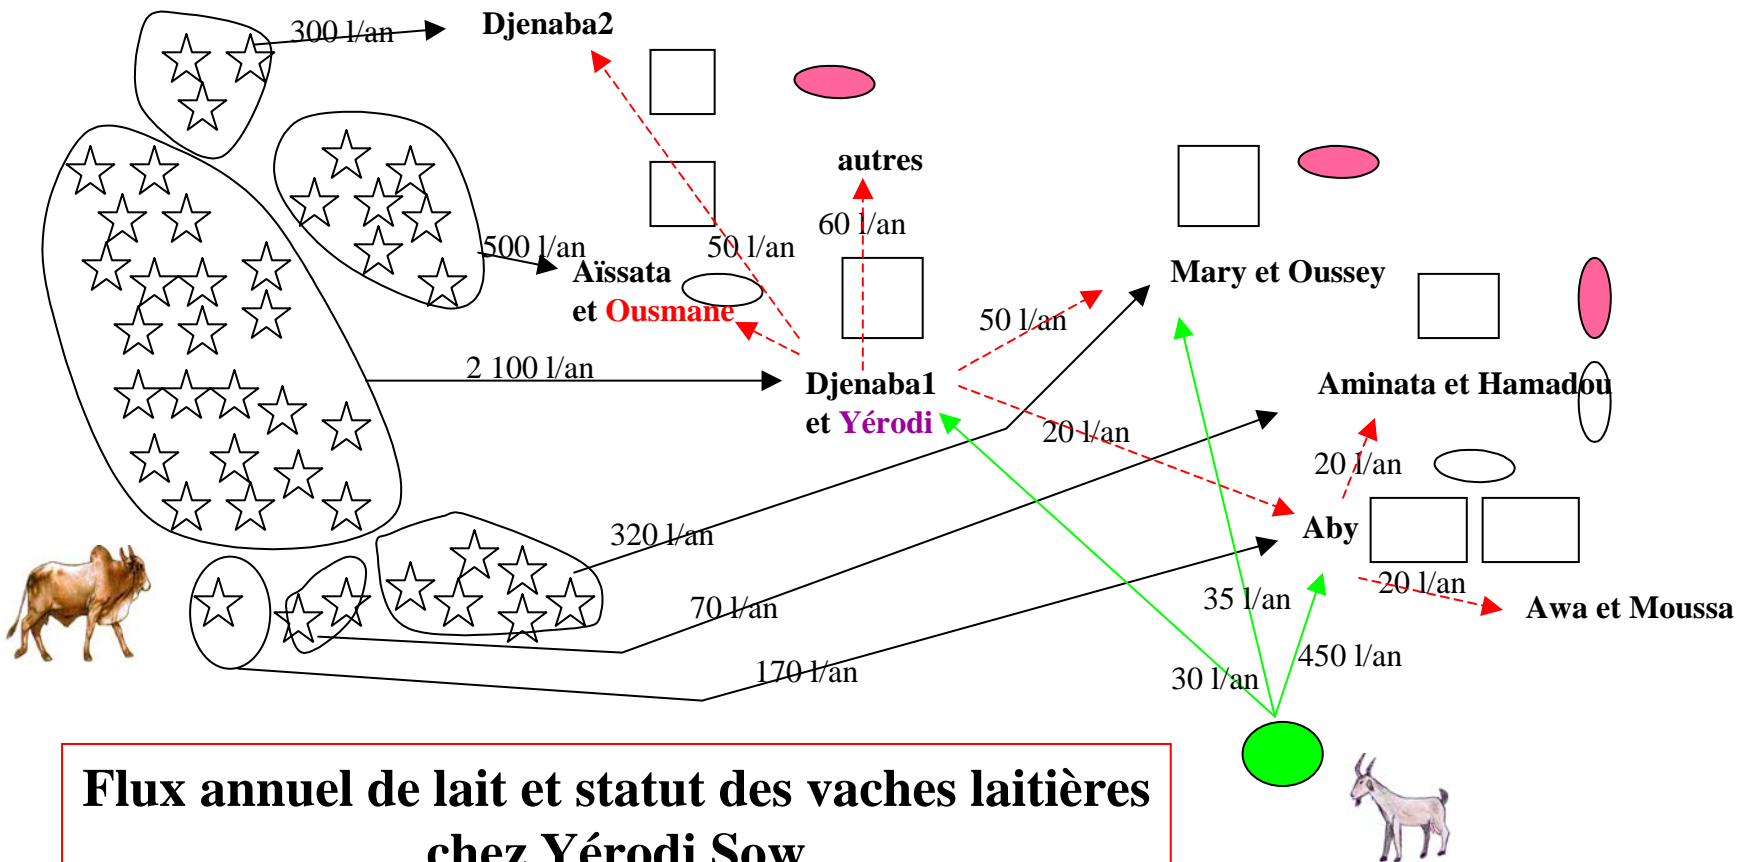 300 l/an
Djenaba2
autres
60 l/an
500 l/an
50 l/an
Aïssata
et Ousmane
Mary et Oussey
50 l/an
2 100 l/an
Djenaba1
et Yérodi
Aminata et Hamadou
20 l/an
20 l/an
320 l/an
Aby
70 l/an
35 l/an
20 l/an
Awa et Moussa
170 l/an
30 l/an
450 l/an
Flux annuel de lait et statut des vaches laitières
chez Yérodi Sow